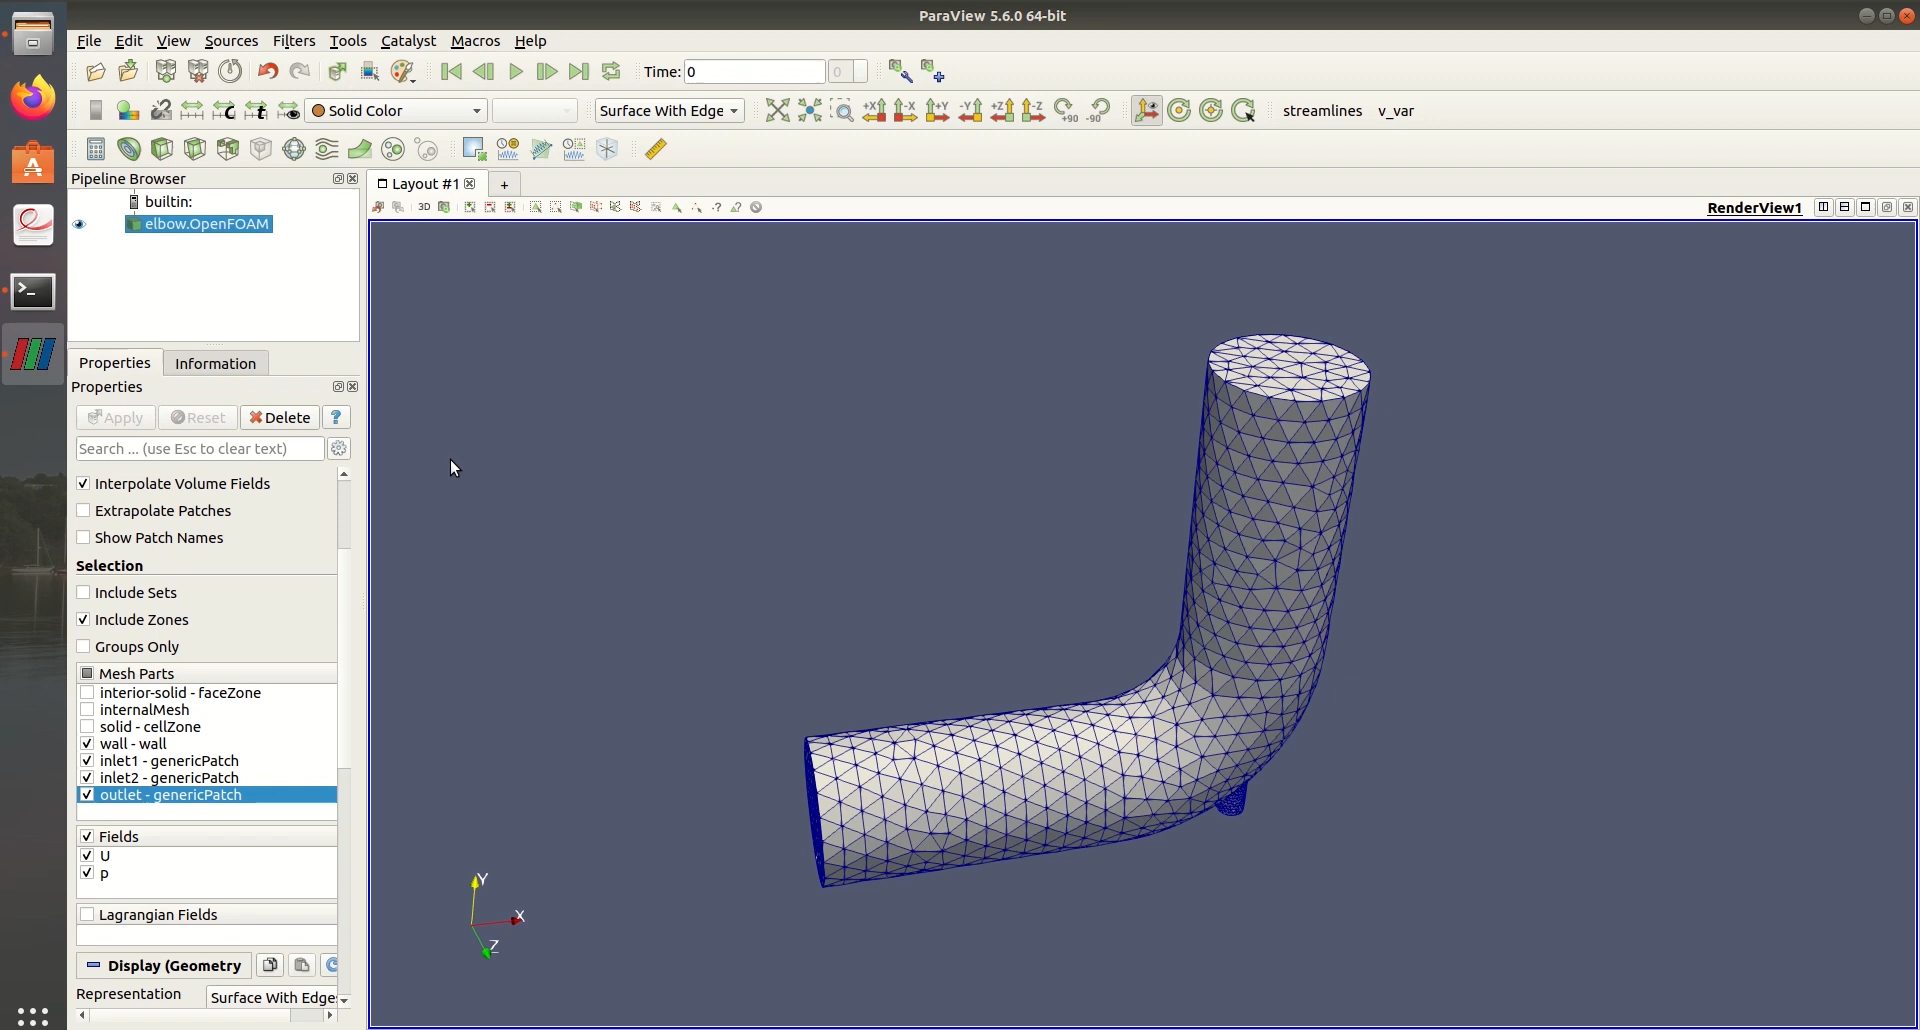 ParaView 5.6.0 64-bit
File Edit View Sources Filters Tools Catalyst Macros Help
Time: 0 0
Solid Color Surface With Edge +X -X +Y -Y +Z -Z +90 -90 streamlines v_var
Pipeline Browser
builtin:
elbow.OpenFOAM
Layout #1 +
3D
RenderView1
Properties Information
Properties
Apply Reset Delete ?
Search ... (use Esc to clear text)
Interpolate Volume Fields
Extrapolate Patches
Show Patch Names
Selection
Include Sets
Include Zones
Groups Only
Mesh Parts
interior-solid - faceZone
internalMesh
solid - cellZone
wall - wall
inlet1 - genericPatch
inlet2 - genericPatch
outlet - genericPatch
Fields
U
p
Lagrangian Fields
Display (Geometry
Representation Surface With Edge
Y
X
Z